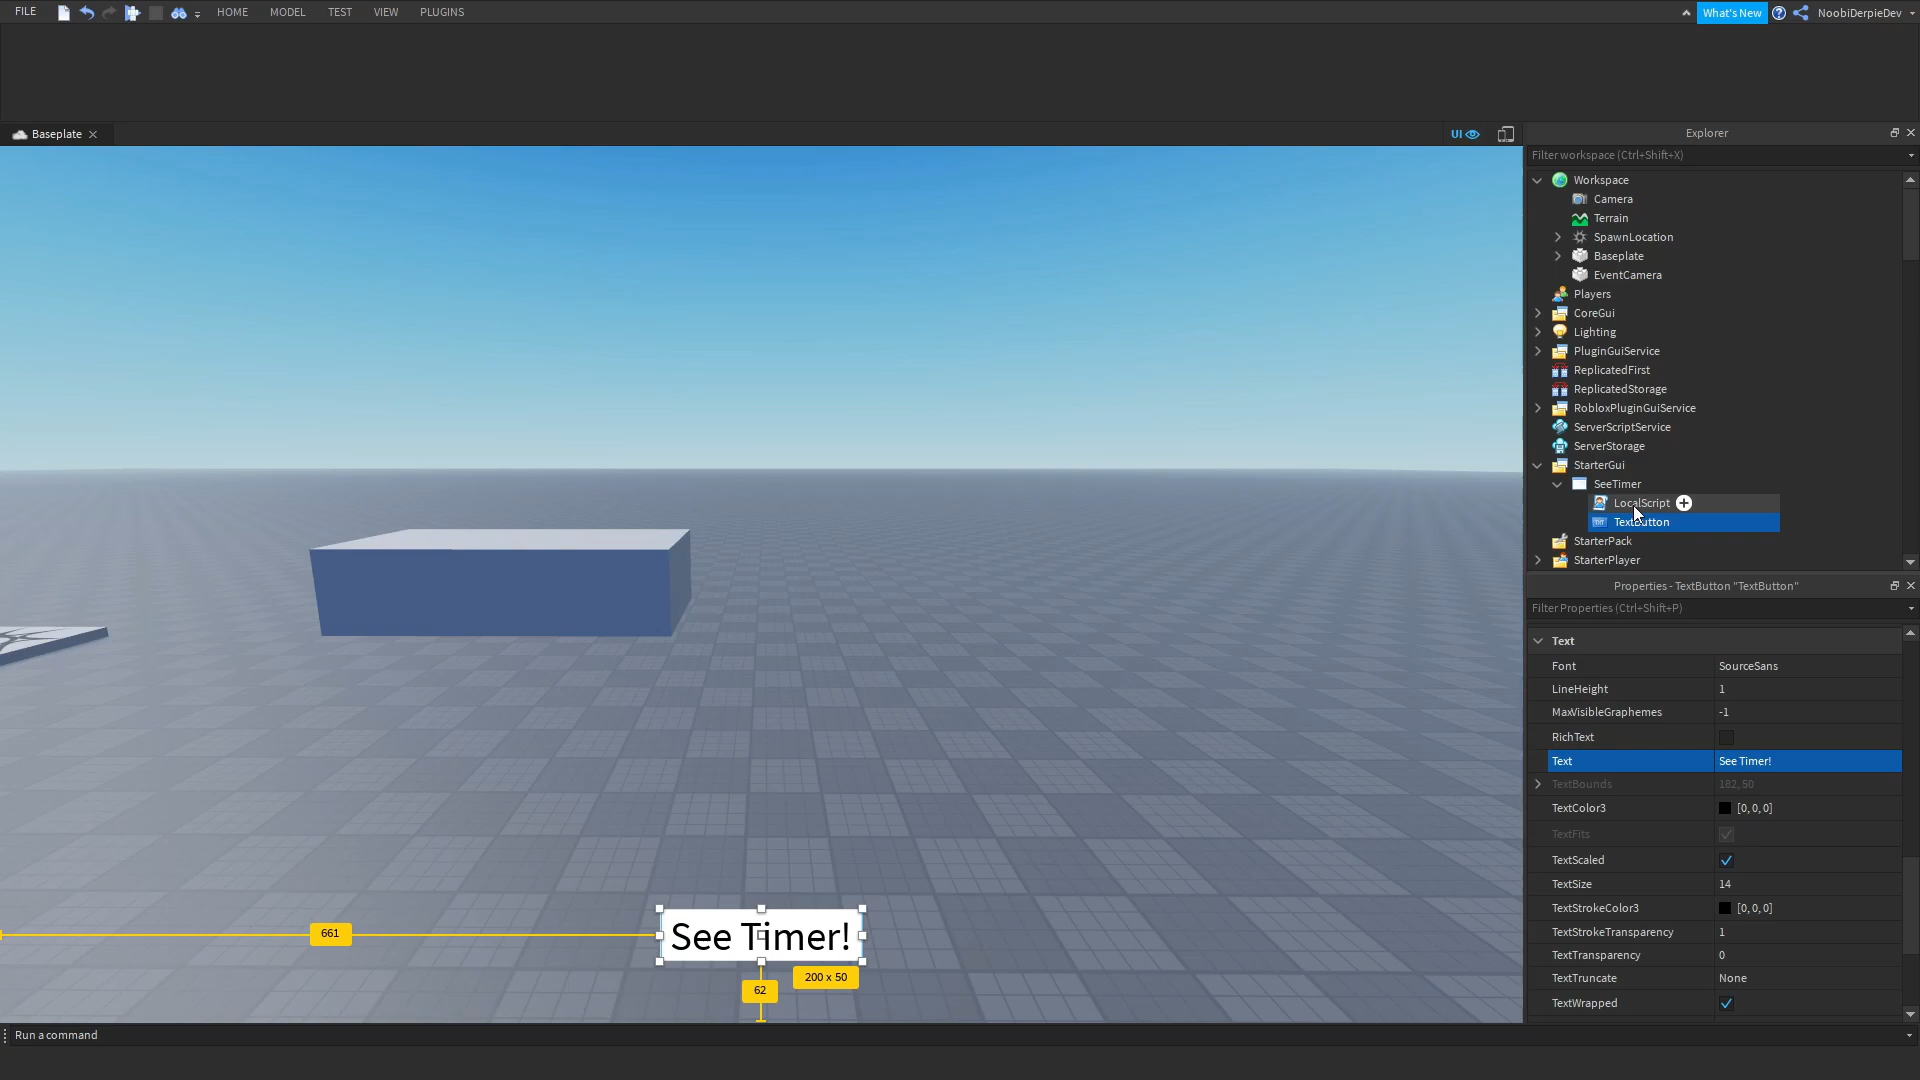 FILE
HOME
MODEL
TEST
VIEW
PLUGINS
What's New
NoobiDerpieDev
Baseplate
UI
Explorer
Filter workspace (Ctrl+Shift+X)
Workspace
Camera
Terrain
SpawnLocation
Baseplate
EventCamera
Players
CoreGui
Lighting
PluginGuiService
ReplicatedFirst
ReplicatedStorage
RobloxPluginGuiService
ServerScriptService
ServerStorage
StarterGui
SeeTimer
LocalScript
TextButton
StarterPack
StarterPlayer
Properties - TextButton "TextButton"
Filter Properties (Ctrl+Shift+P)
Text
Font SourceSans
LineHeight 1
MaxVisibleGraphemes -1
RichText
Text See Timer!
TextBounds 182, 50
TextColor3 [0, 0, 0]
TextFits
TextScaled
TextSize 14
TextStrokeColor3 [0, 0, 0]
TextStrokeTransparency 1
TextTransparency 0
TextTruncate None
TextWrapped
661
See Timer!
200 x 50
62
Run a command